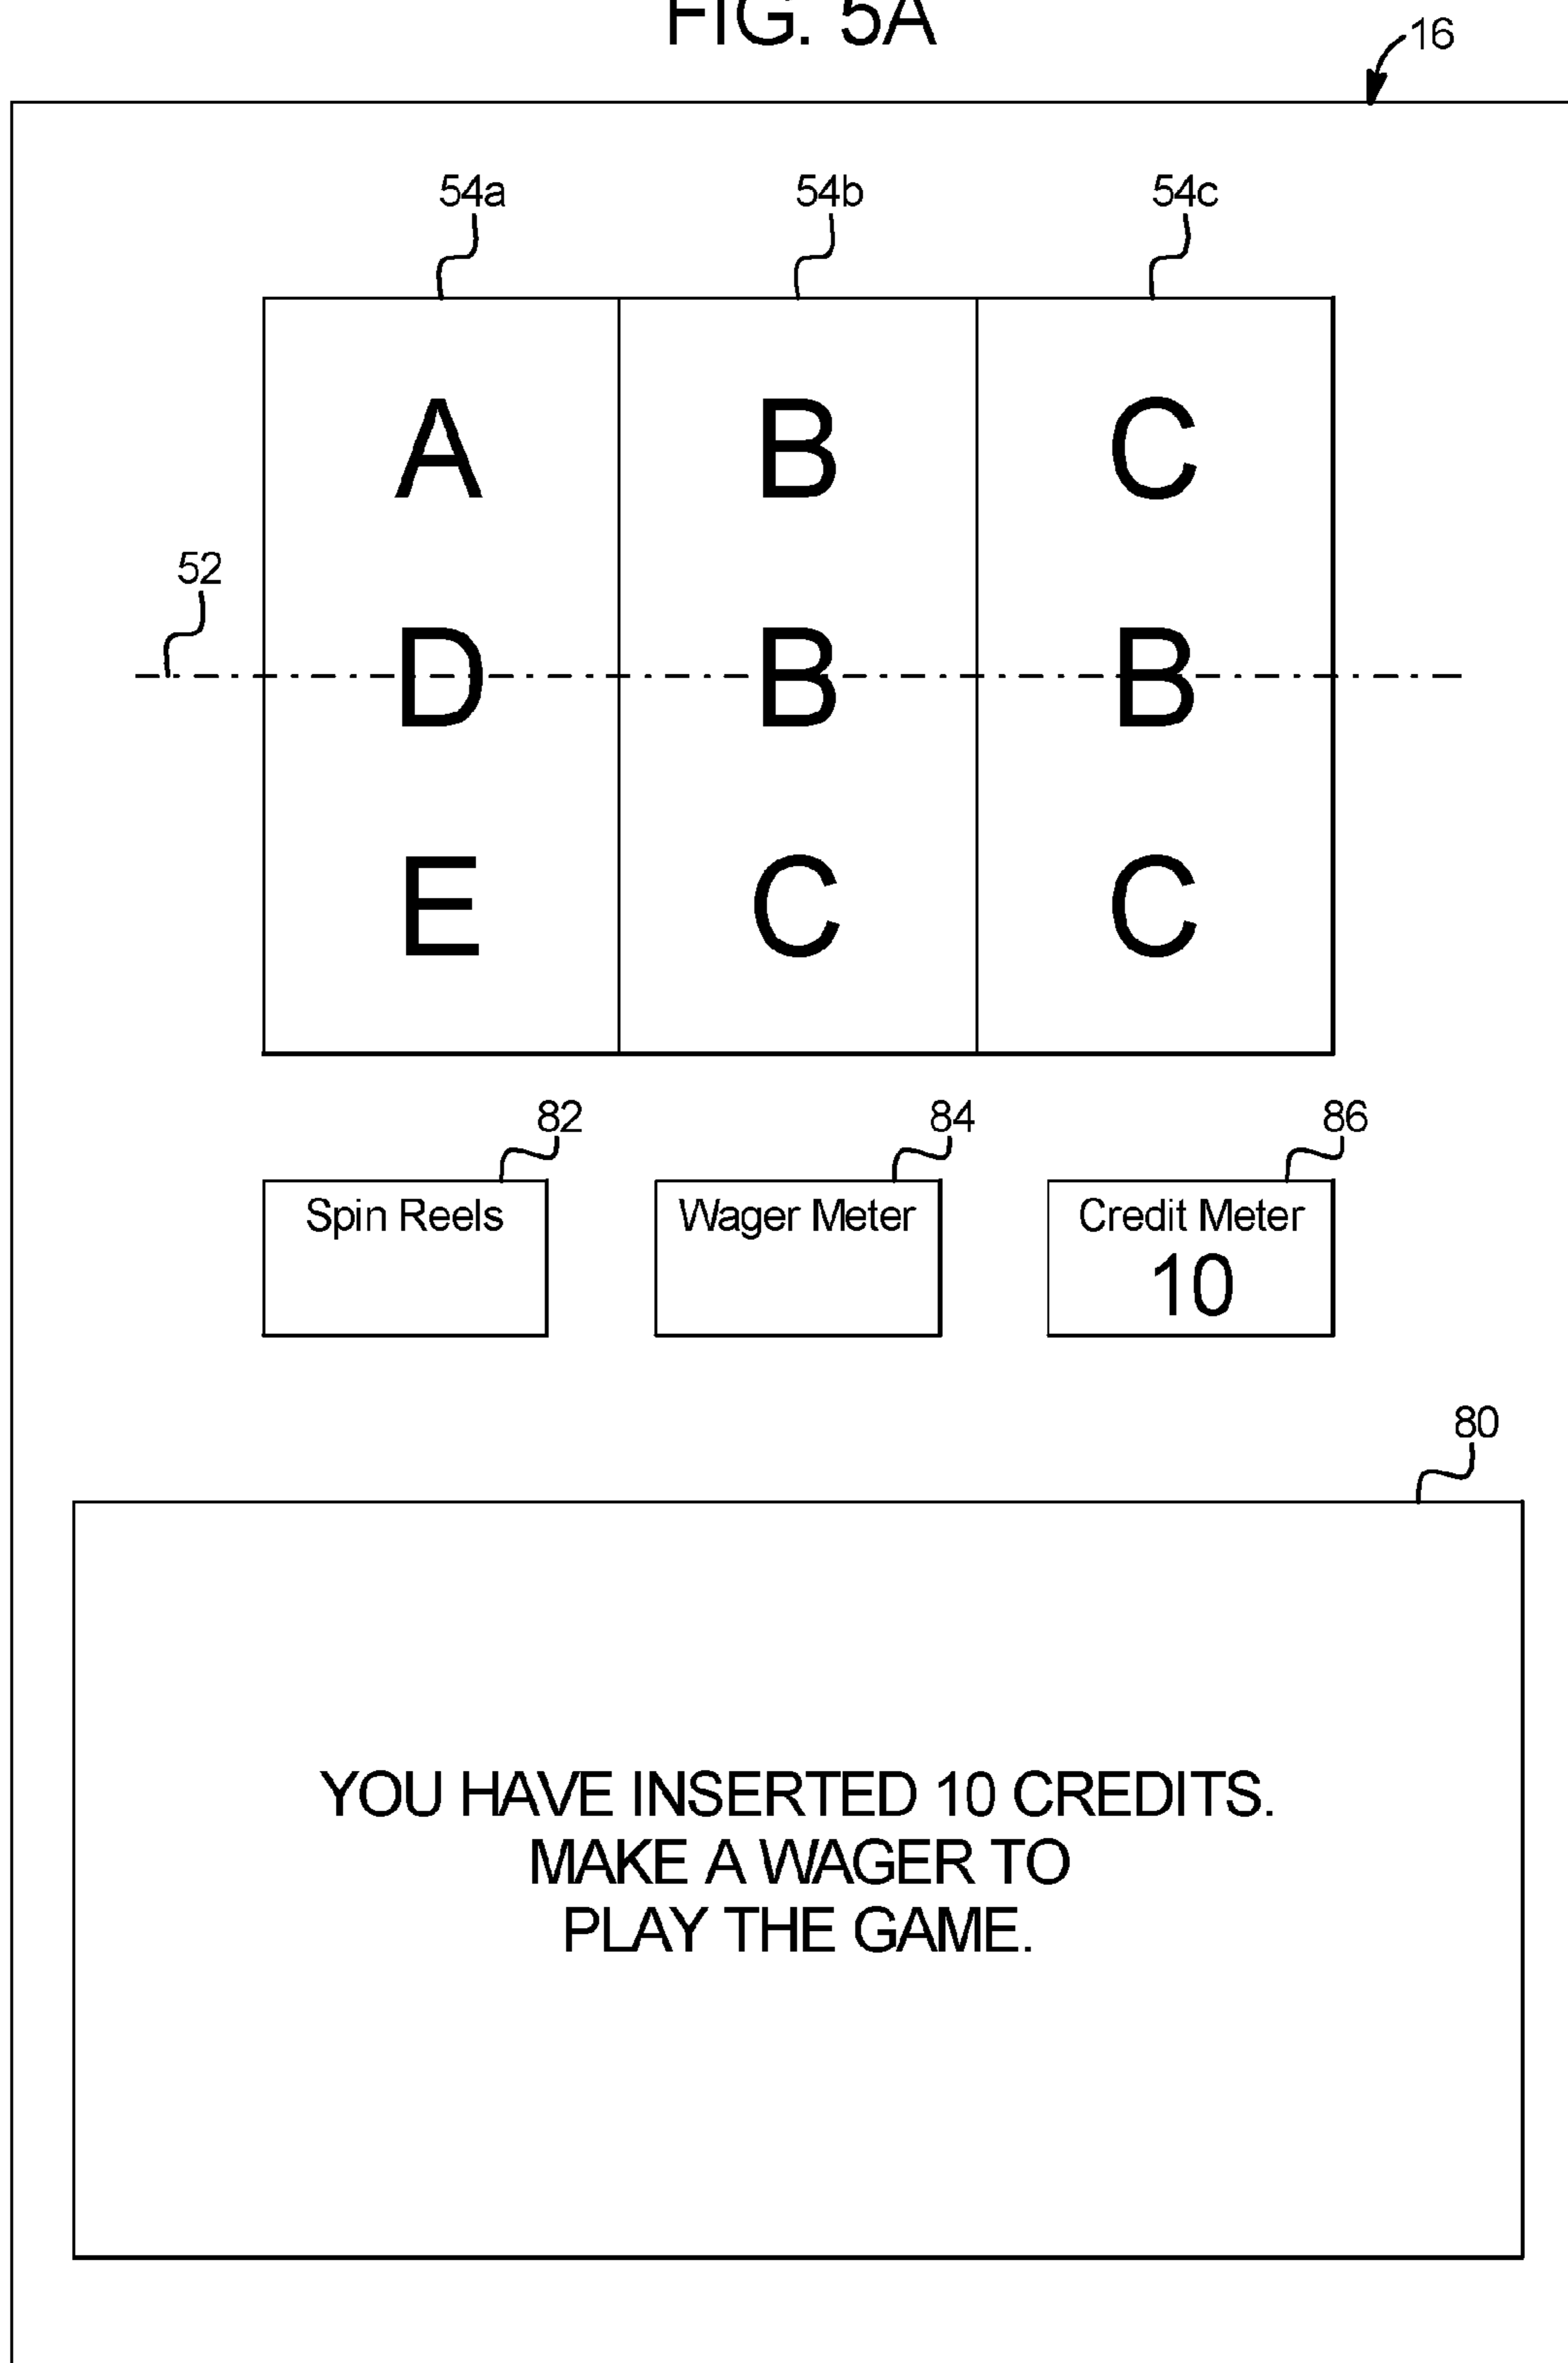 FIG. 5A
16
54a 54b 54c
A B C
52
D B B
E C C
82 84 86
Spin Reels Wager Meter Credit Meter
10
80
YOU HAVE INSERTED 10 CREDITS.
MAKE A WAGER TO
PLAY THE GAME.